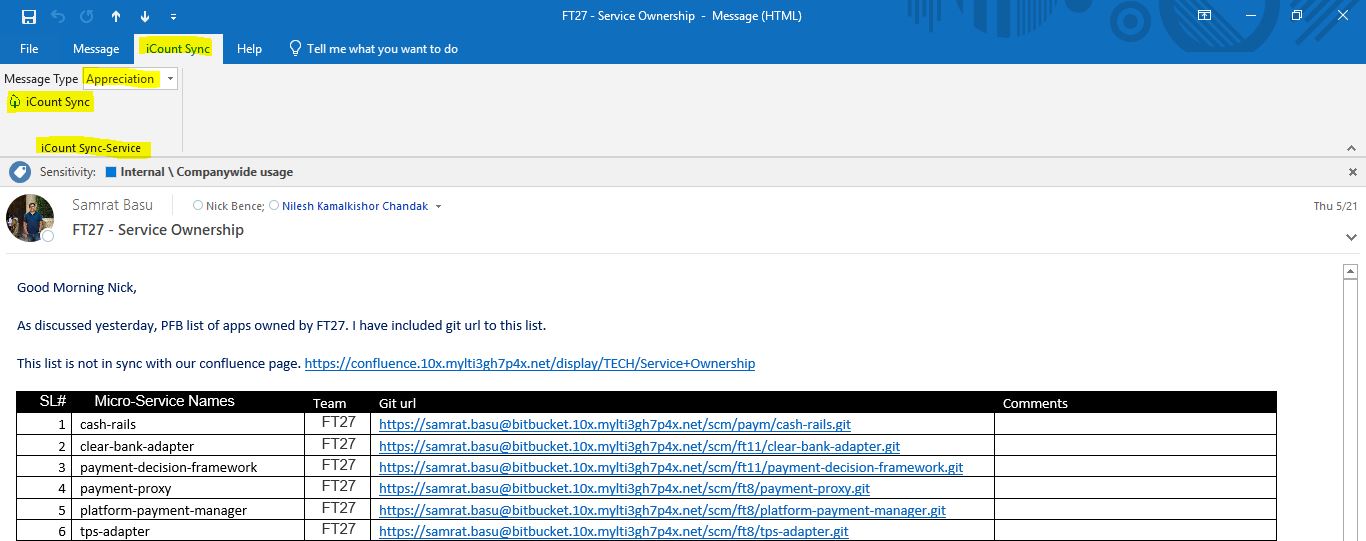 FT27 - Service Ownership - Message (HTML)
File Message iCount Sync Help Tell me what you want to do
Message Type Appreciation
iCount Sync
iCount Sync-Service
Sensitivity: Internal \ Companywide usage
Samrat Basu Nick Bence; Nilesh Kamalkishor Chandak Thu 5/21
FT27 - Service Ownership
Good Morning Nick,
As discussed yesterday, PFB list of apps owned by FT27. I have included git url to this list.
This list is not in sync with our confluence page. https://confluence.10x.mylti3gh7p4x.net/display/TECH/Service+Ownership
SL# Micro-Service Names Team Git url Comments
1 cash-rails FT27 https://samrat.basu@bitbucket.10x.mylti3gh7p4x.net/scm/paym/cash-rails.git
2 clear-bank-adapter FT27 https://samrat.basu@bitbucket.10x.mylti3gh7p4x.net/scm/ft11/clear-bank-adapter.git
3 payment-decision-framework FT27 https://samrat.basu@bitbucket.10x.mylti3gh7p4x.net/scm/ft11/payment-decision-framework.git
4 payment-proxy FT27 https://samrat.basu@bitbucket.10x.mylti3gh7p4x.net/scm/ft8/payment-proxy.git
5 platform-payment-manager FT27 https://samrat.basu@bitbucket.10x.mylti3gh7p4x.net/scm/ft8/platform-payment-manager.git
6 tps-adapter FT27 https://samrat.basu@bitbucket.10x.mylti3gh7p4x.net/scm/ft8/tps-adapter.git